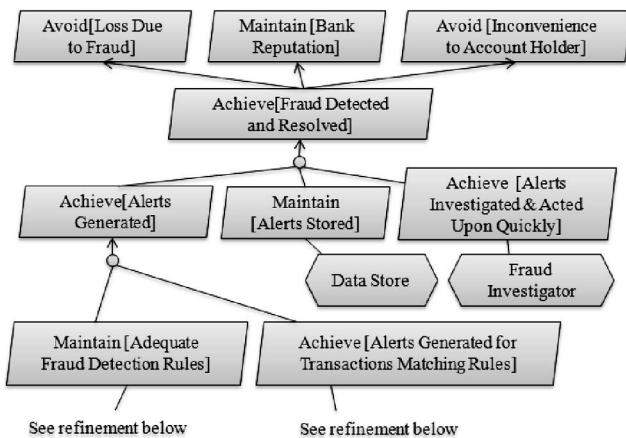 Avoid[Loss Due
to Fraud]
Maintain [Bank
Reputation]
Avoid [Inconvenience
to Account Holder]
Achieve[Fraud Detected
and Resolved]
Achieve[Alerts
Generated]
Maintain
[Alerts Stored]
Achieve [Alerts
Investigated & Acted
Upon Quickly]
Data Store
Fraud
Investigator
Maintain [Adequate
Fraud Detection Rules]
Achieve [Alerts Generated for
Transactions Matching Rules]
See refinement below
See refinement below